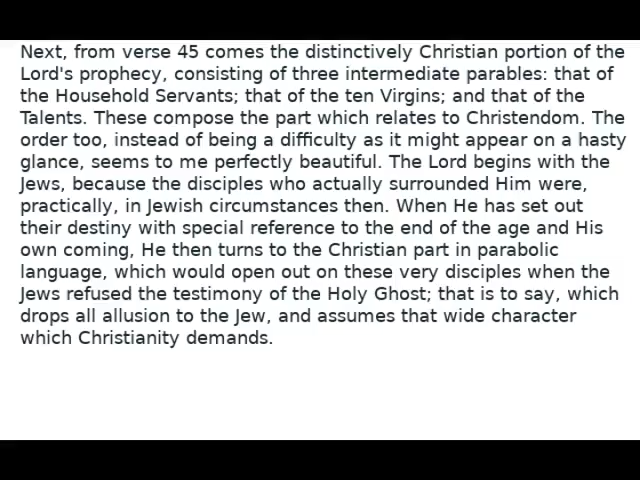 Next, from verse 45 comes the distinctively Christian portion of the
Lord's prophecy, consisting of three intermediate parables: that of
the Household Servants; that of the ten Virgins; and that of the
Talents. These compose the part which relates to Christendom. The
order too, instead of being a difficulty as it might appear on a hasty
glance, seems to me perfectly beautiful. The Lord begins with the
Jews, because the disciples who actually surrounded Him were,
practically, in Jewish circumstances then. When He has set out
their destiny with special reference to the end of the age and His
own coming, He then turns to the Christian part in parabolic
language, which would open out on these very disciples when the
Jews refused the testimony of the Holy Ghost; that is to say, which
drops all allusion to the Jew, and assumes that wide character
which Christianity demands.